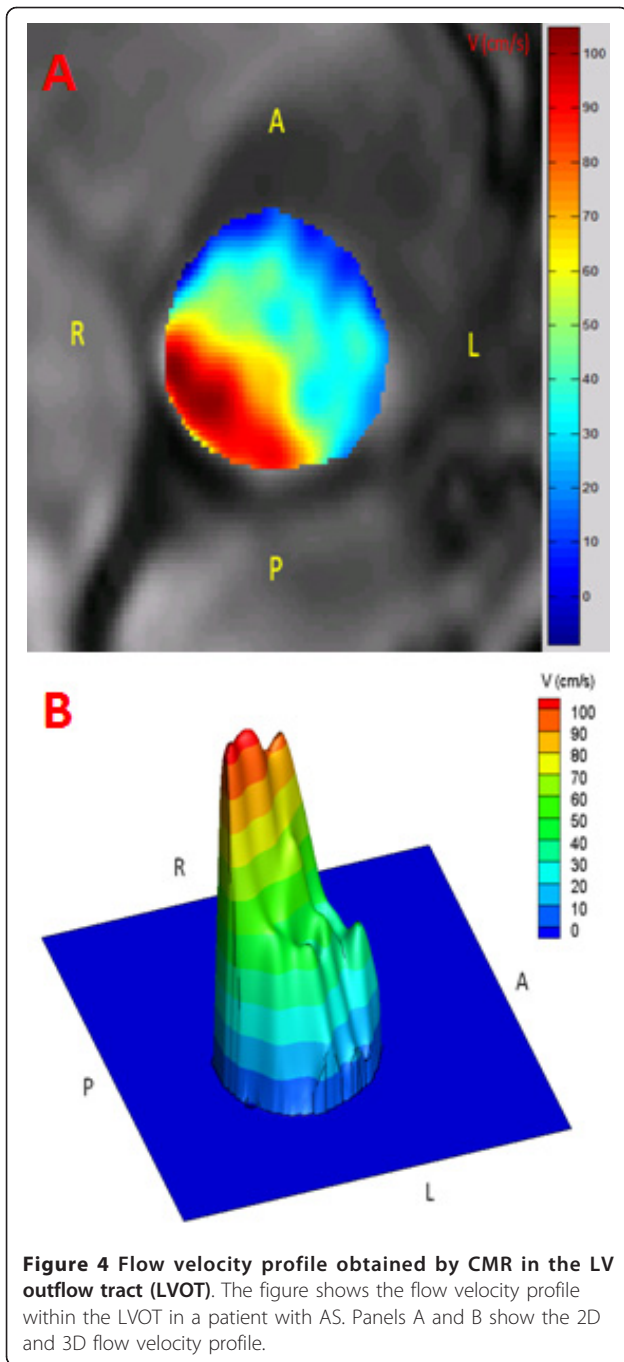 A
V (cm/s)
A
R
L
P
100
90
80
70
60
50
40
30
20
10
0
B
V (cm/s)
100
90
80
70
60
50
40
30
20
10
0
R
A
P
L
Figure 4 Flow velocity profile obtained by CMR in the LV
outflow tract (LVOT). The figure shows the flow velocity profile
within the LVOT in a patient with AS. Panels A and B show the 2D
and 3D flow velocity profile.